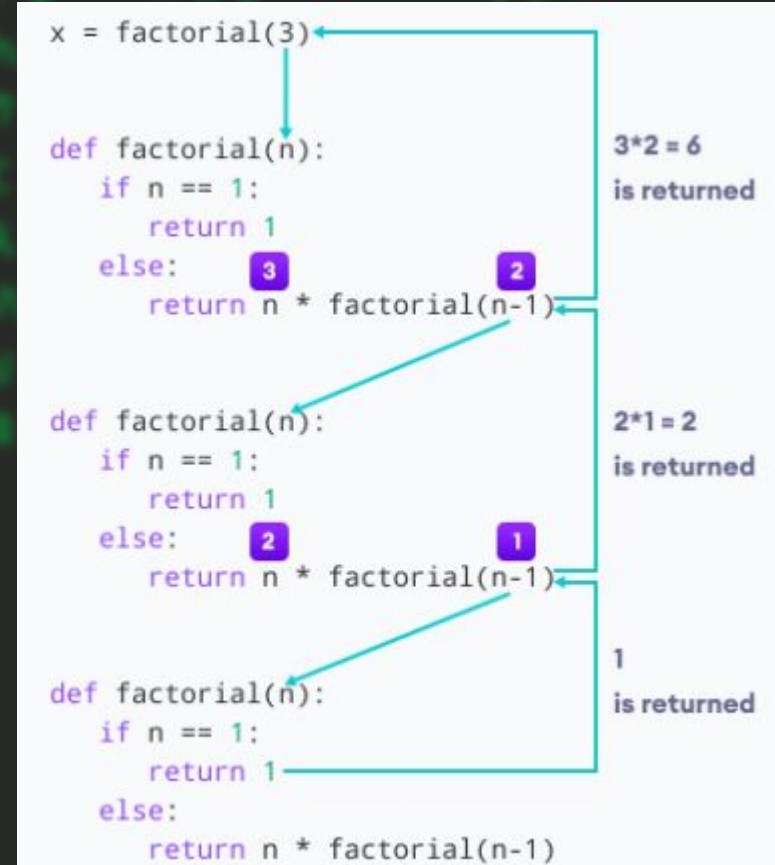 x = factorial(3)
def factorial(n):
3*2 = 6
if n == 1:
is returned
return 1
else:
3
2
return n * factorial(n-1)
def factorial(n):
2*1 = 2
if n == 1:
is returned
return 1
else:
2
1
return n * factorial(n-1)
1
def factorial(n):
is returned
if n == 1:
return 1
else:
return n * factorial(n-1)